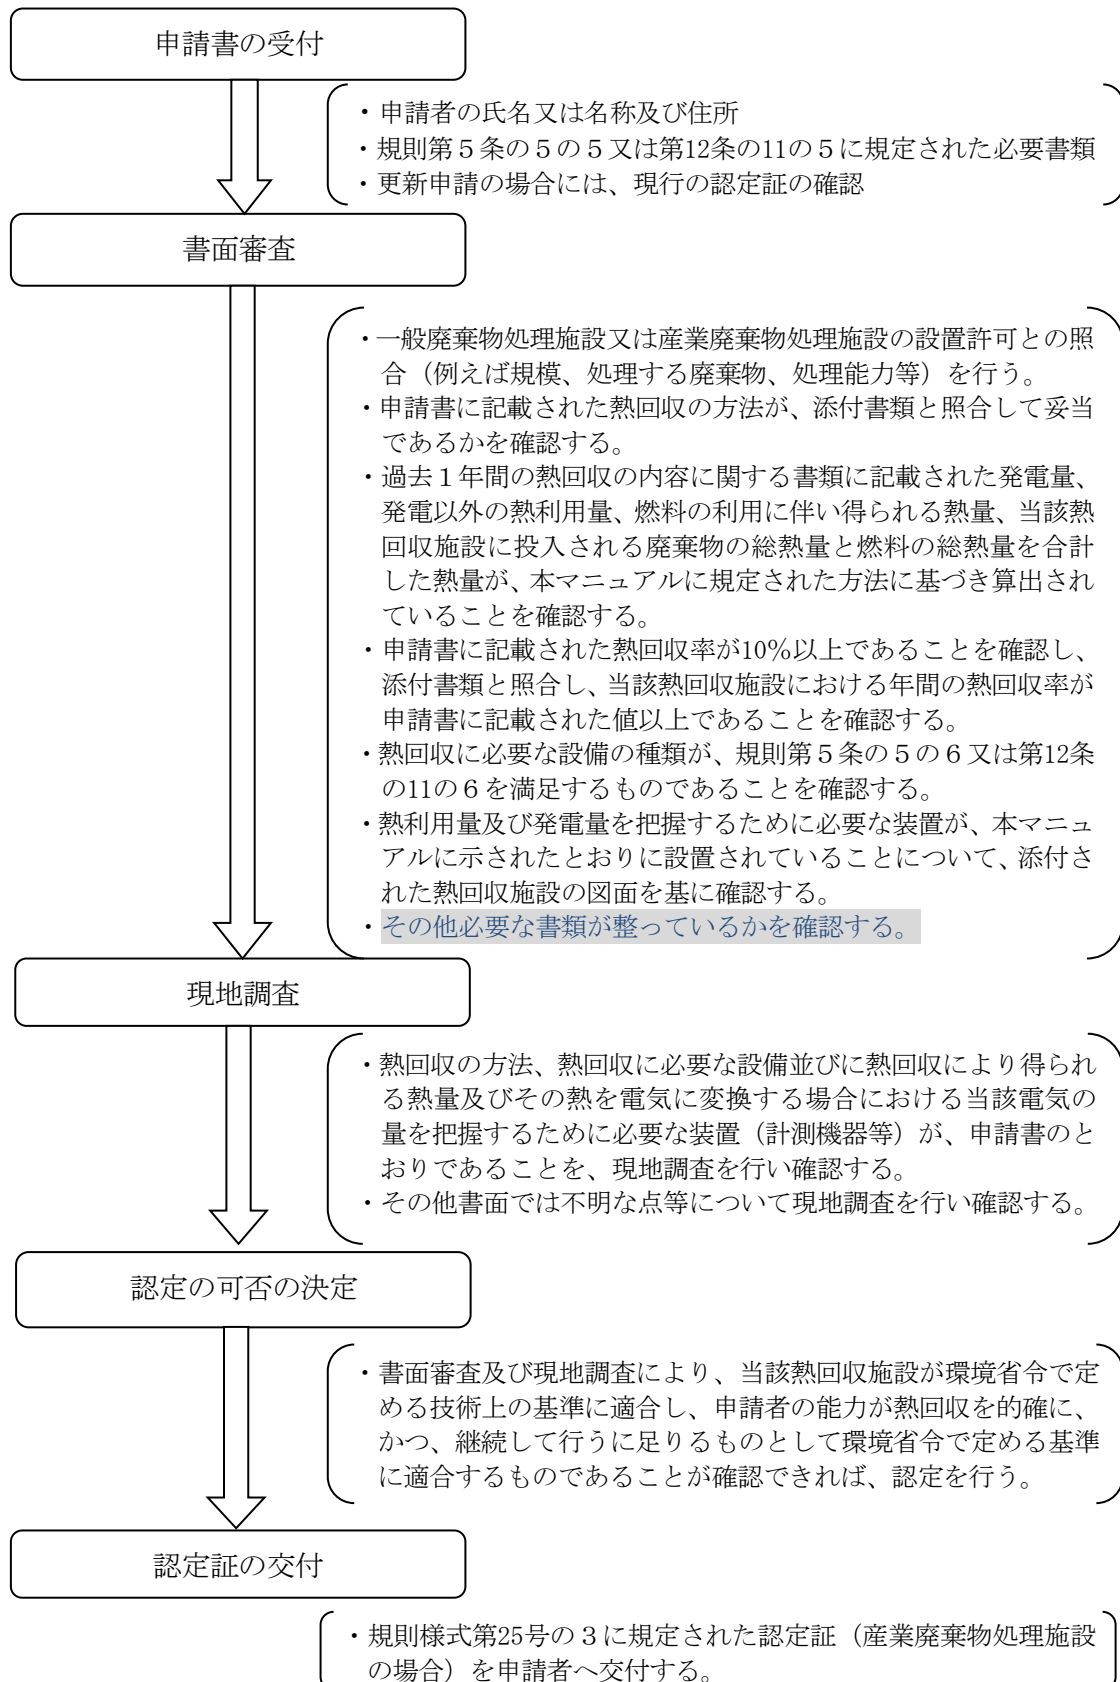 申請書の受付
・申請者の氏名又は名称及び住所
・規則第５条の５の５又は第12条の11の５に規定された必要書類
・更新申請の場合には、現行の認定証の確認
書面審査
・一般廃棄物処理施設又は産業廃棄物処理施設の設置許可との照
合（例えば規模、処理する廃棄物、処理能力等）を行う。
・申請書に記載された熱回収の方法が、添付書類と照合して妥当
であるかを確認する。
・過去１年間の熱回収の内容に関する書類に記載された発電量、
発電以外の熱利用量、燃料の利用に伴い得られる熱量、当該熱
回収施設に投入される廃棄物の総熱量と燃料の総熱量を合計
した熱量が、本マニュアルに規定された方法に基づき算出され
ていることを確認する。
・申請書に記載された熱回収率が10％以上であることを確認し、
添付書類と照合し、当該熱回収施設における年間の熱回収率が
申請書に記載された値以上であることを確認する。
・熱回収に必要な設備の種類が、規則第５条の５の６又は第12条
の11の６を満足するものであることを確認する。
・熱利用量及び発電量を把握するために必要な装置が、本マニュ
アルに示されたとおりに設置されていることについて、添付さ
れた熱回収施設の図面を基に確認する。
・その他必要な書類が整っているかを確認する。
現地調査
・熱回収の方法、熱回収に必要な設備並びに熱回収により得られ
る熱量及びその熱を電気に変換する場合における当該電気の
量を把握するために必要な装置（計測機器等）が、申請書のと
おりであることを、現地調査を行い確認する。
・その他書面では不明な点等について現地調査を行い確認する。
認定の可否の決定
・書面審査及び現地調査により、当該熱回収施設が環境省令で定
める技術上の基準に適合し、申請者の能力が熱回収を的確に、
かつ、継続して行うに足りるものとして環境省令で定める基準
に適合するものであることが確認できれば、認定を行う。
認定証の交付
・規則様式第25号の３に規定された認定証（産業廃棄物処理施設
の場合）を申請者へ交付する。